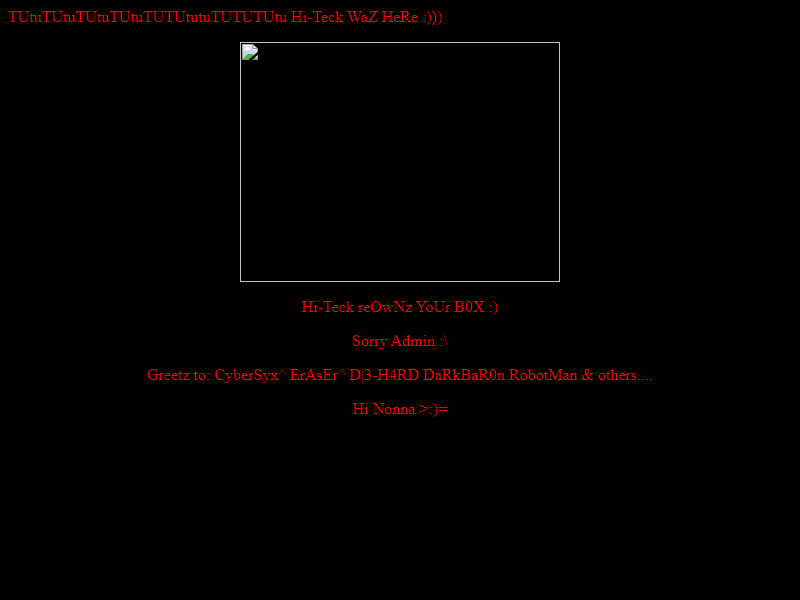 TUtuTUtuTUtuTUtuTUTUtutuTUTUTUtu Hi-Teck WaZ HeRe :)))
Hi-Teck reOwNz YoUr B0X :)
Sorry Admin :\
Greetz to: CyberSyx^ ErAsEr^ D|3-H4RD DaRkBaR0n RobotMan & others....
Hi Nonna >:)=